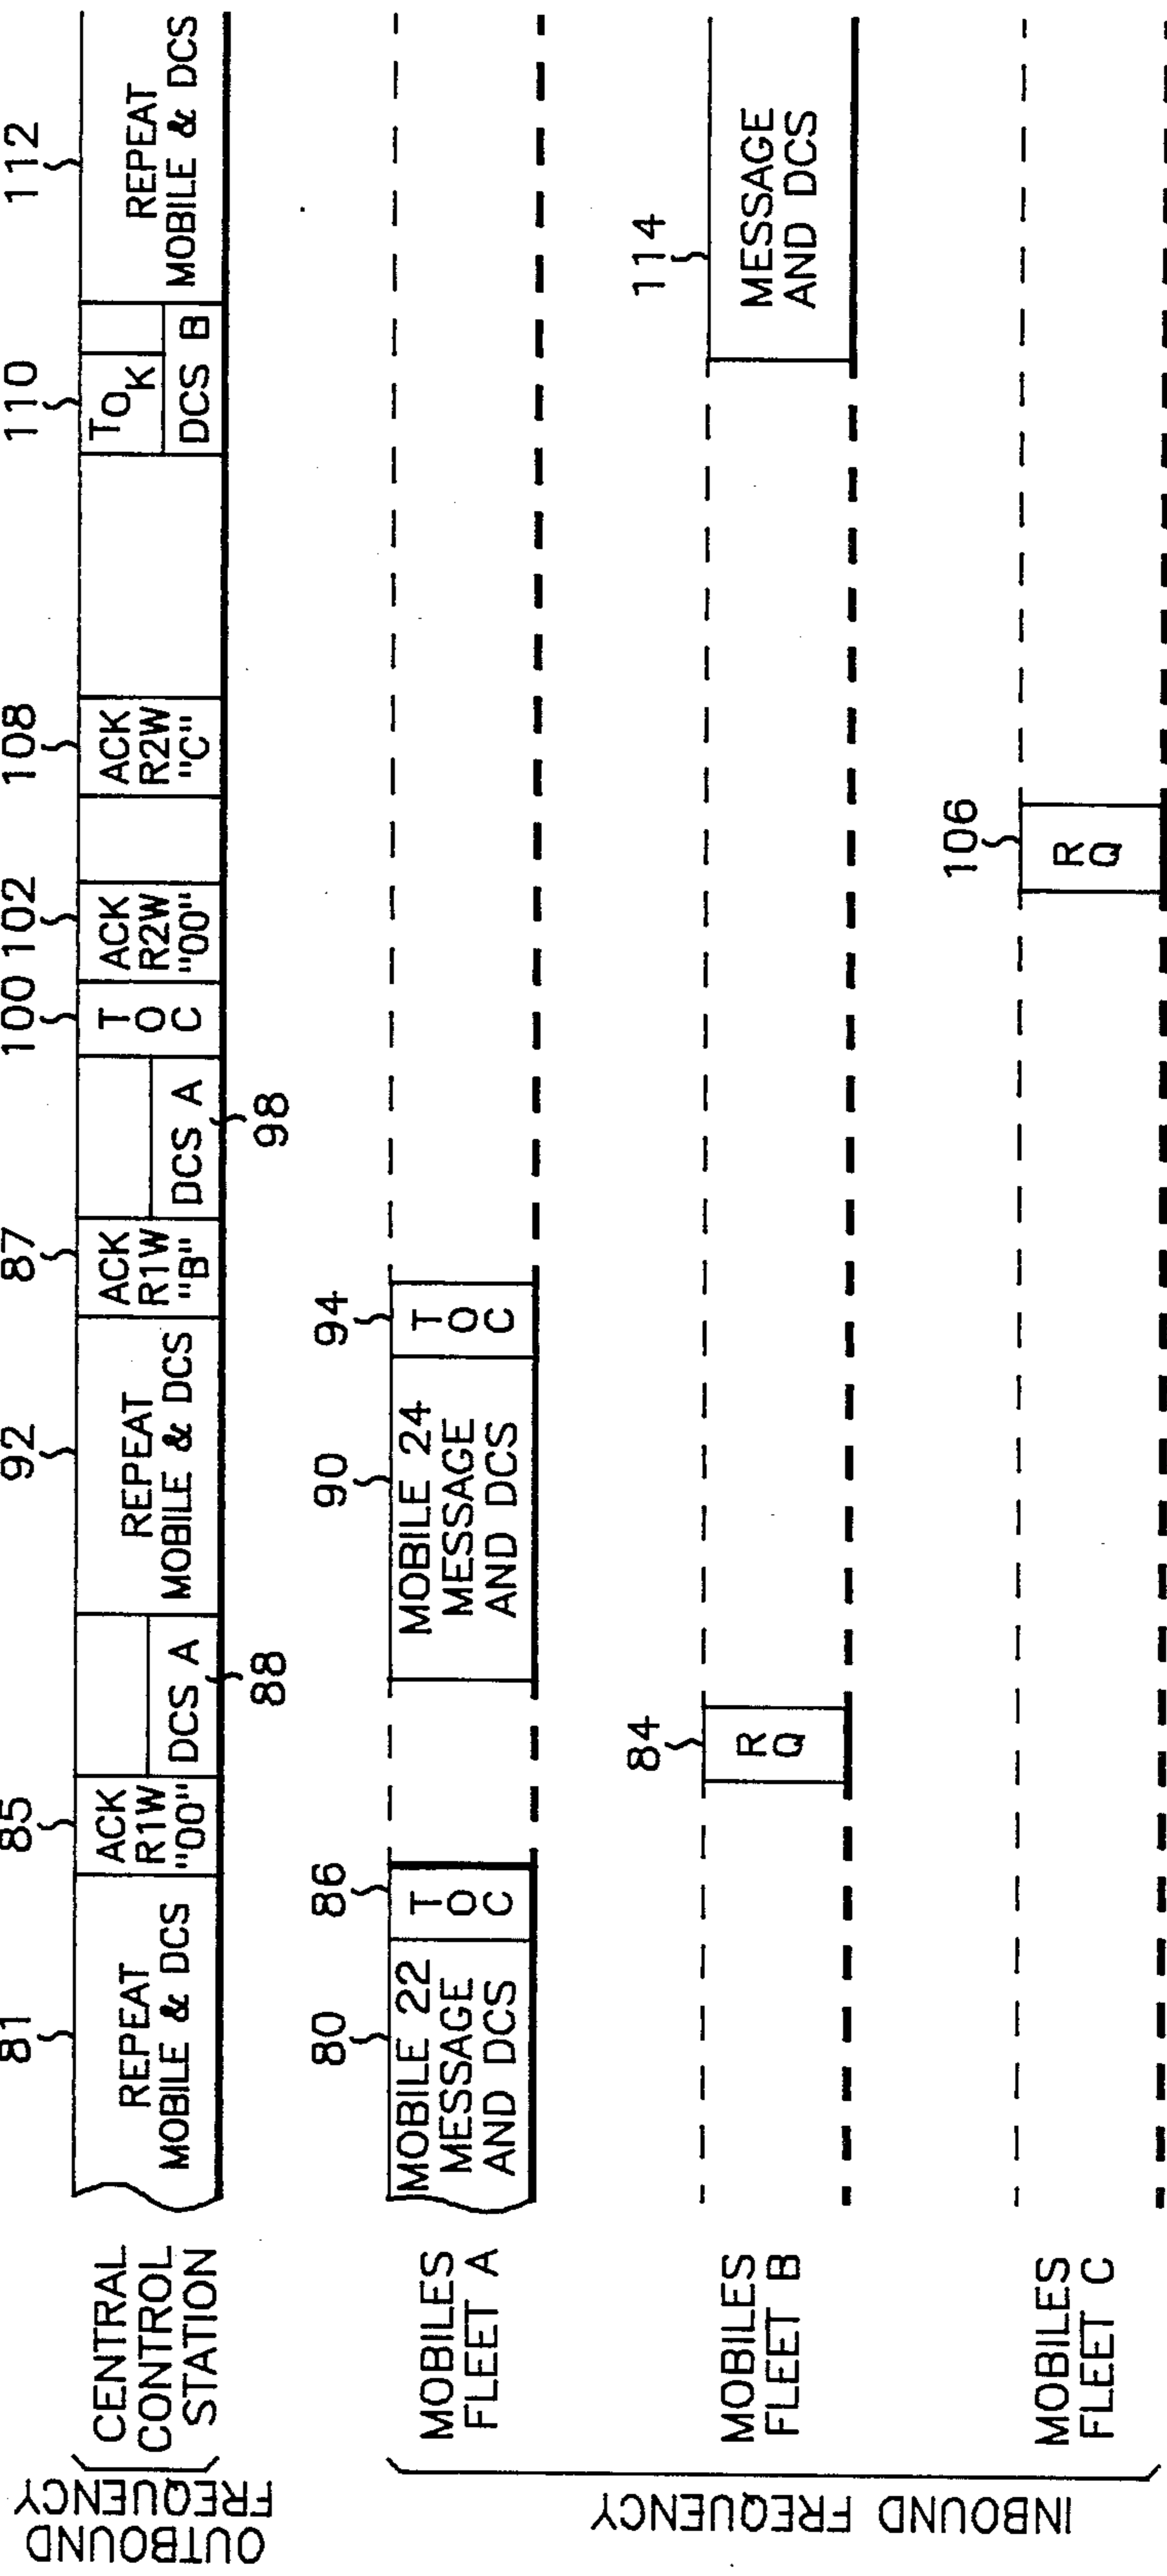 OUTBOUND
FREQUENCY
CENTRAL
CONTROL
STATION
81
REPEAT
MOBILE & DCS
85
ACK
R1W
"00"
DCS A
88
92
REPEAT
MOBILE & DCS
87
ACK
R1W
"B"
DCS A
98
100
T
O
C
102
ACK
R2W
"00"
108
ACK
R2W
"C"
110
TOK
DCS B
112
REPEAT
MOBILE & DCS
INBOUND FREQUENCY
MOBILES
FLEET A
80
MOBILE 22
MESSAGE
AND DCS
86
T
O
C
90
MOBILE 24
MESSAGE
AND DCS
94
T
O
C
MOBILES
FLEET B
84
R
Q
114
MESSAGE
AND DCS
MOBILES
FLEET C
106
R
Q